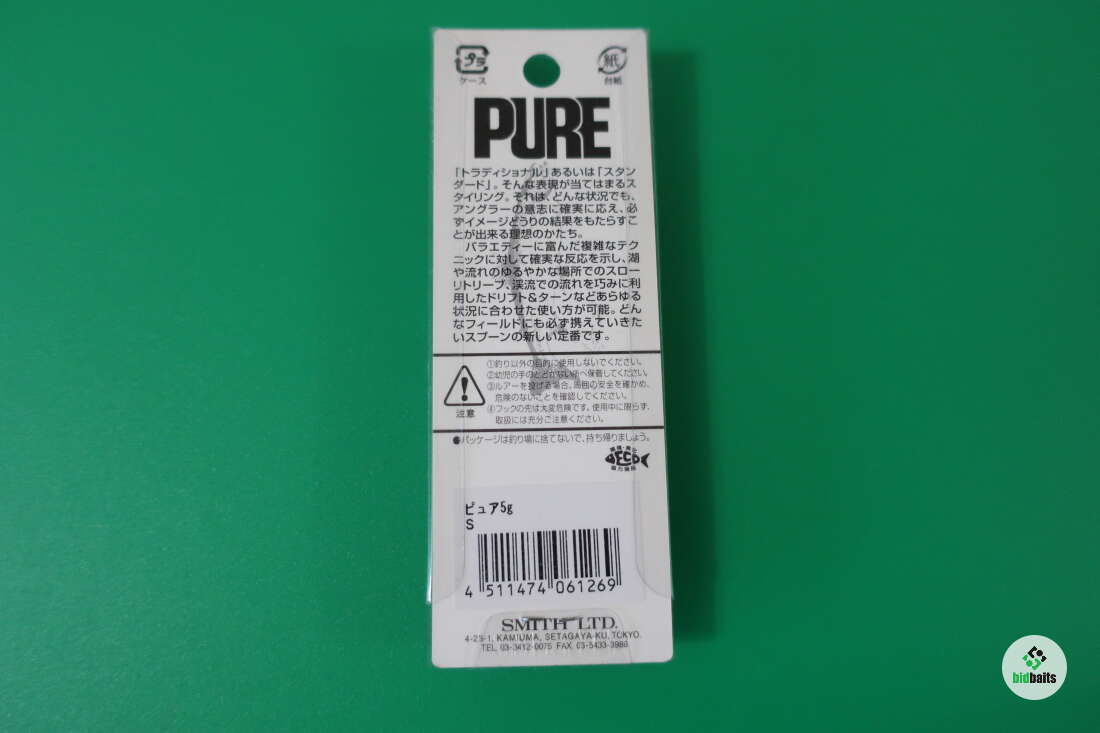 プラ
紙
ケース
台紙
PURE
「トラディショナル」あるいは「スタン
ダード」。そんな表現が当てはまるス
タイリング。それは、どんな状況でも、
アングラーの意志に確実に応え、必
ずイメージどうりの結果をもたらすこ
とが出来る理想のかたち。
バラエティーに富んだ複雑なテク
ニックに対して確実な反応を示し、湖
や流れのゆるやかな場所でのスロー
リトリーブ、渓流での流れを巧みに利
用したドリフト&ターンなどあらゆる
状況に合わせた使い方が可能。どん
なフィールドにも必ず携えていきた
いスプーンの新しい定番です。
①釣り以外の目的に使用しないでください。
②幼児の手のとどかない所へ保管してください。
③ルアーを投げる場合、周囲の安全を確かめ、
危険のないことを確認してください。
④フックの先は大変危険です。使用中に限らず、
取扱には充分ご注意ください。
注意
●パッケージは釣り場に捨てないで、持ち帰りましょう。
ECO
ピュア5g
S
4 511474 061269
SMITH LTD.
4-23-1, KAMIUMA, SETAGAYA-KU, TOKYO.
TEL. 03-3412-0075 FAX. 03-5433-3980
bidbaits